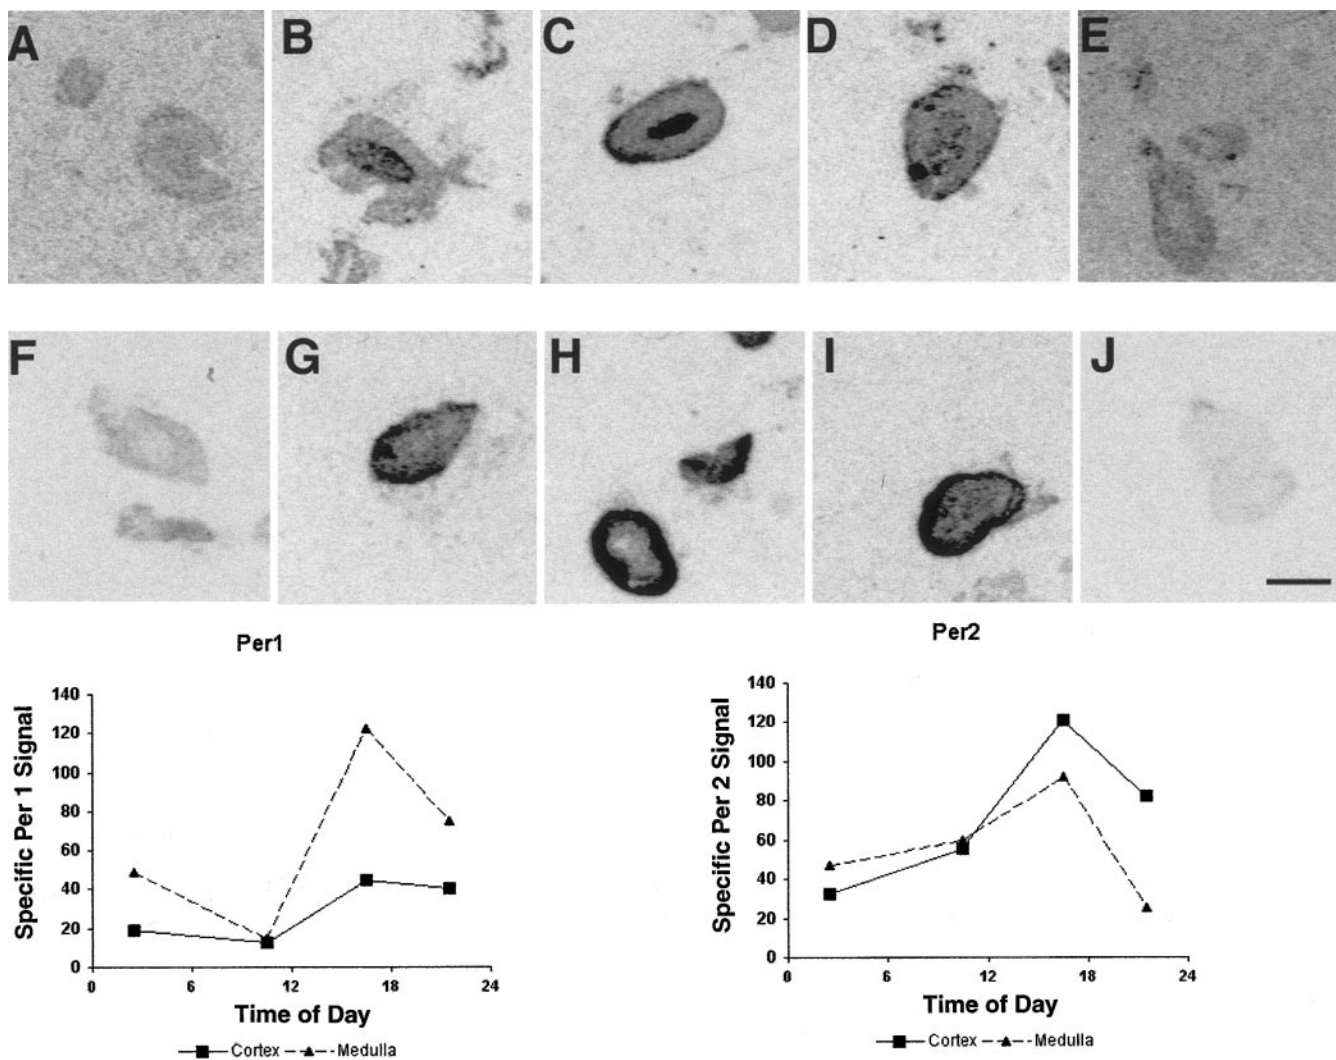 A B C D E
F G H I J
Per1
Per2
Specific Per 1 Signal
140
120
100
80
60
40
20
0
0 6 12 18 24
Time of Day
Cortex Medulla
Specific Per 2 Signal
140
120
100
80
60
40
20
0
0 6 12 18 24
Time of Day
Cortex Medulla